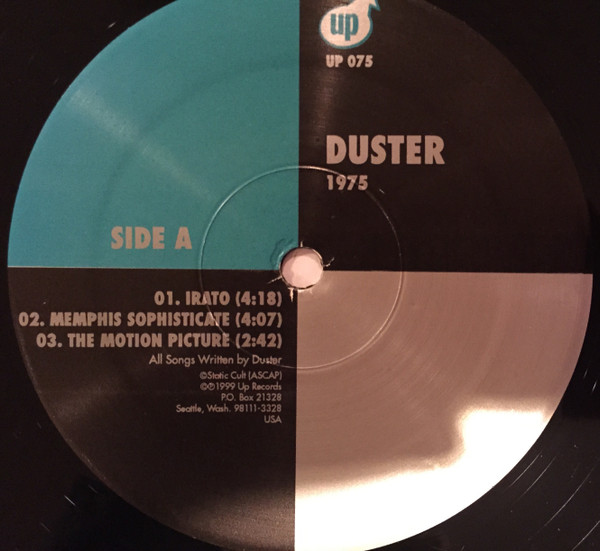 up
UP 075
DUSTER
1975
SIDE A
01. IRATO (4:18)
02. MEMPHIS SOPHISTICATE (4:07)
03. THE MOTION PICTURE (2:42)
All Songs Written by Duster
©Static Cult (ASCAP)
©℗1999 Up Records
P.O. Box 21328
Seattle, Wash. 98111-3328
USA